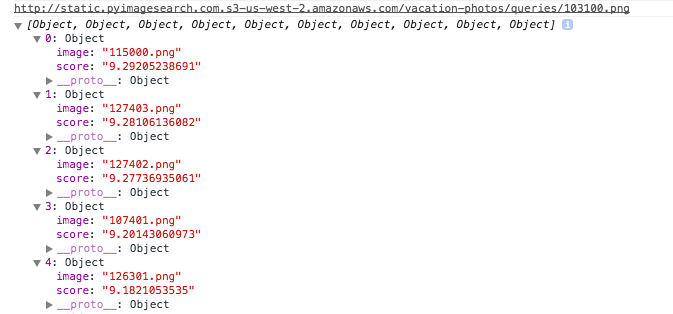 http://static.pyimagesearch.com.s3-us-west-2.amazonaws.com/vacation-photos/queries/103100.png
▼ [Object, Object, Object, Object, Object, Object, Object, Object, Object, Object] i
▼ 0: Object
image: "115000.png"
score: "9.29205238691"
▶ __proto__: Object
▼ 1: Object
image: "127403.png"
score: "9.28106136082"
▶ __proto__: Object
▼ 2: Object
image: "127402.png"
score: "9.27736935061"
▶ __proto__: Object
▼ 3: Object
image: "107401.png"
score: "9.20143060973"
▶ __proto__: Object
▼ 4: Object
image: "126301.png"
score: "9.1821053535"
▶ __proto__: Object